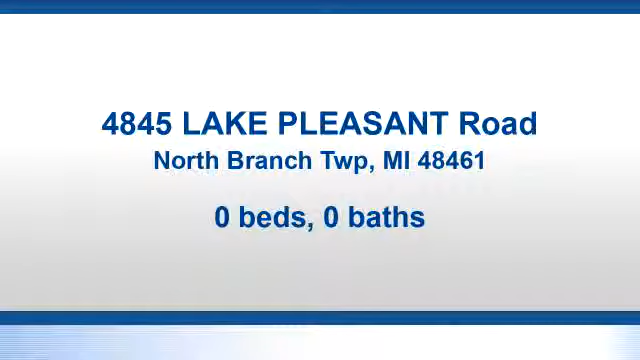 4845 LAKE PLEASANT Road
North Branch Twp, MI 48461
0 beds, 0 baths